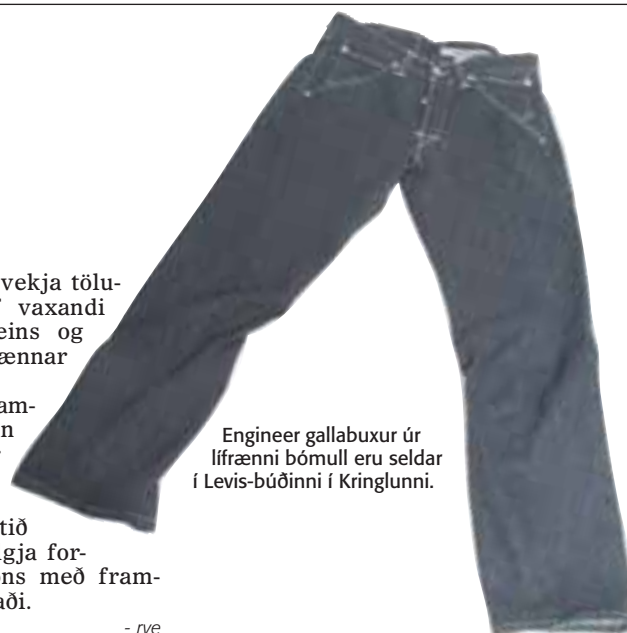 vekja tölu-
vaxandi
eins og
ænnar
am-
n
tið
gja for-
ns með fram-
aði.
- rve
Engineer gallabuxur úr
lífrænni bómull eru seldar
í Levis-búðinni í Kringlunni.